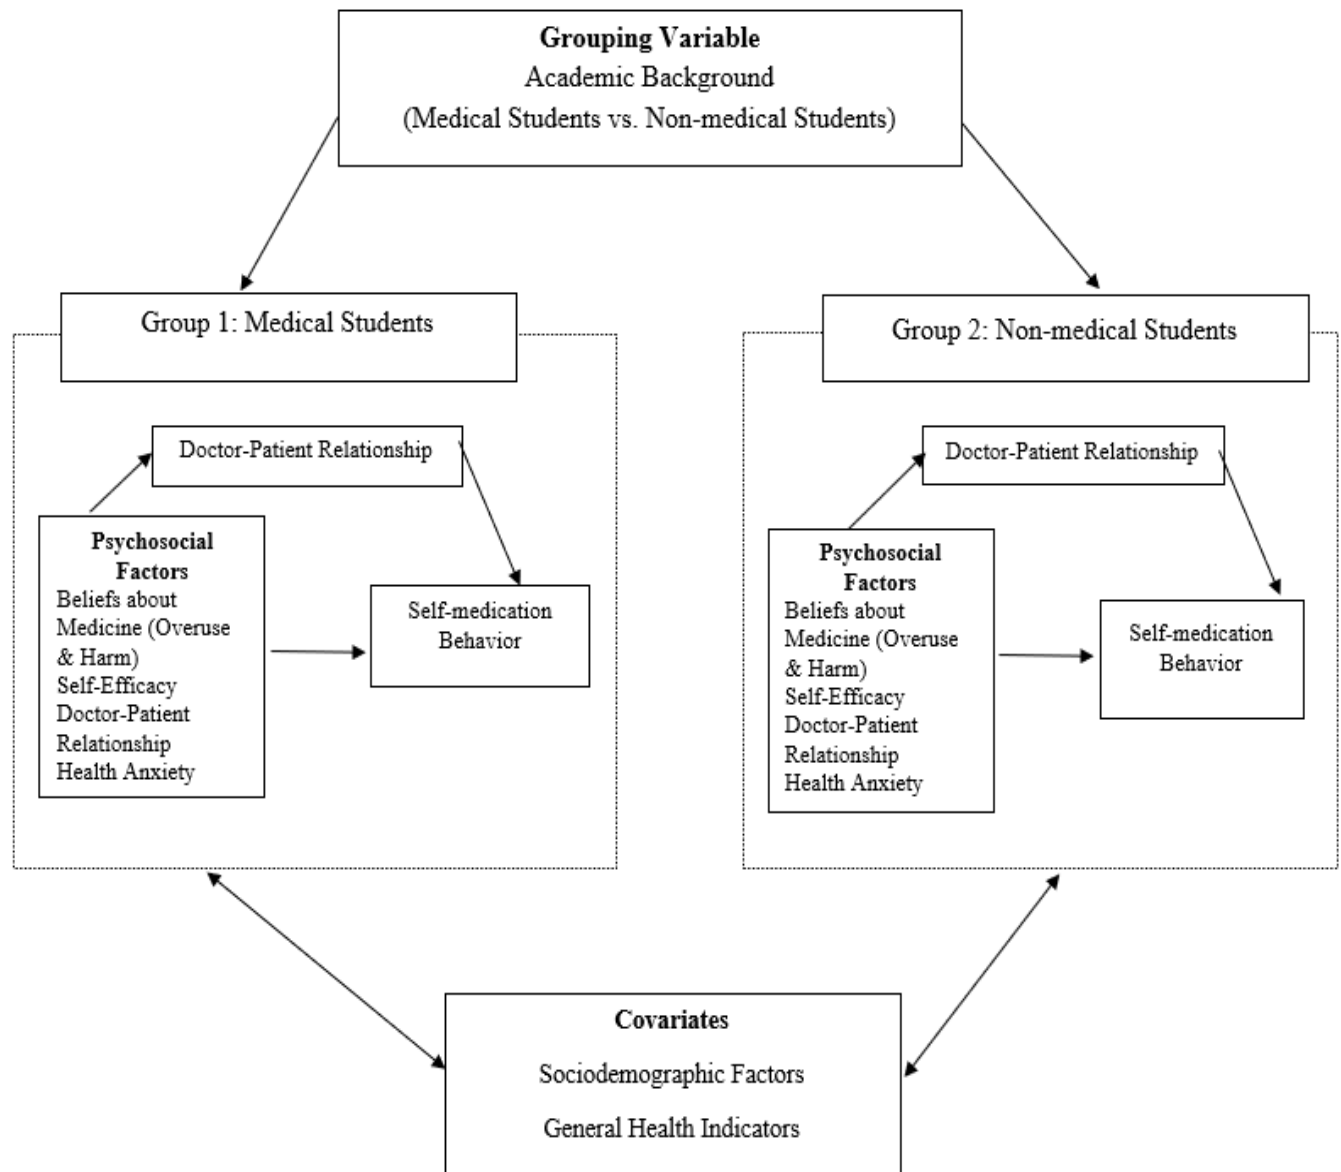 Grouping Variable
Academic Background
(Medical Students vs. Non-medical Students)
Group 1: Medical Students
Doctor-Patient Relationship
Psychosocial
Factors
Beliefs about
Medicine (Overuse
& Harm)
Self-Efficacy
Doctor-Patient
Relationship
Health Anxiety
Self-medication
Behavior
Group 2: Non-medical Students
Doctor-Patient Relationship
Psychosocial
Factors
Beliefs about
Medicine (Overuse
& Harm)
Self-Efficacy
Doctor-Patient
Relationship
Health Anxiety
Self-medication
Behavior
Covariates
Sociodemographic Factors
General Health Indicators